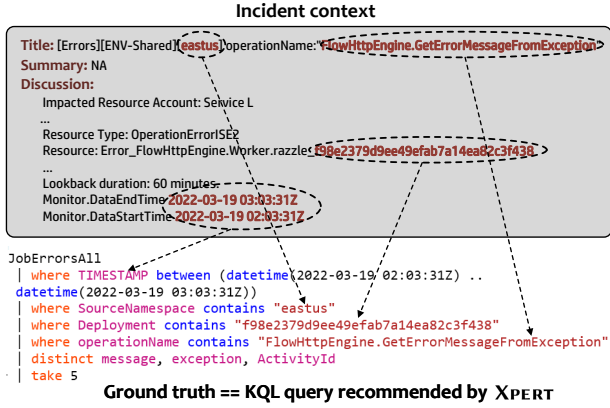 Incident context
Title: [Errors][ENV-Shared][eastus]operationName:"FlowHttpEngine.GetErrorMessageFromException"
Summary: NA
Discussion:
Impacted Resource Account: Service L
...
Resource Type: OperationErrorISE2
Resource: Error_FlowHttpEngine.Worker.razzle_f98e2379d9ee49efab7a14ea82c3f438
...
Lookback duration: 60 minutes
Monitor.DataEndTime 2022-03-19 03:03:31Z
Monitor.DataStartTime 2022-03-19 02:03:31Z
JobErrorsAll
| where TIMESTAMP between (datetime(2022-03-19 02:03:31Z) ..
datetime(2022-03-19 03:03:31Z))
| where SourceNamespace contains "eastus"
| where Deployment contains "f98e2379d9ee49efab7a14ea82c3f438"
| where operationName contains "FlowHttpEngine.GetErrorMessageFromException"
| distinct message, exception, ActivityId
| take 5
Ground truth == KQL query recommended by XPERT